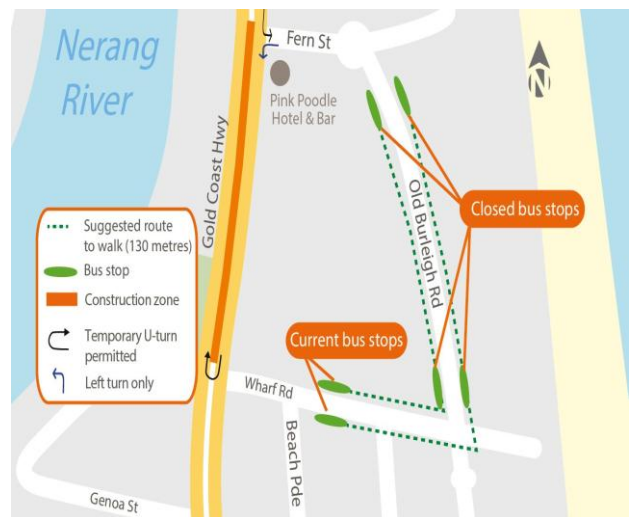 Nerang
River
Fern St
Pink Poodle
Hotel & Bar
N
Gold Coast Hwy
Old Burleigh Rd
Closed bus stops
Suggested route
to walk (130 metres)
Bus stop
Construction zone
Temporary U-turn
permitted
Left turn only
Current bus stops
Wharf Rd
Beach Pde
Genoa St